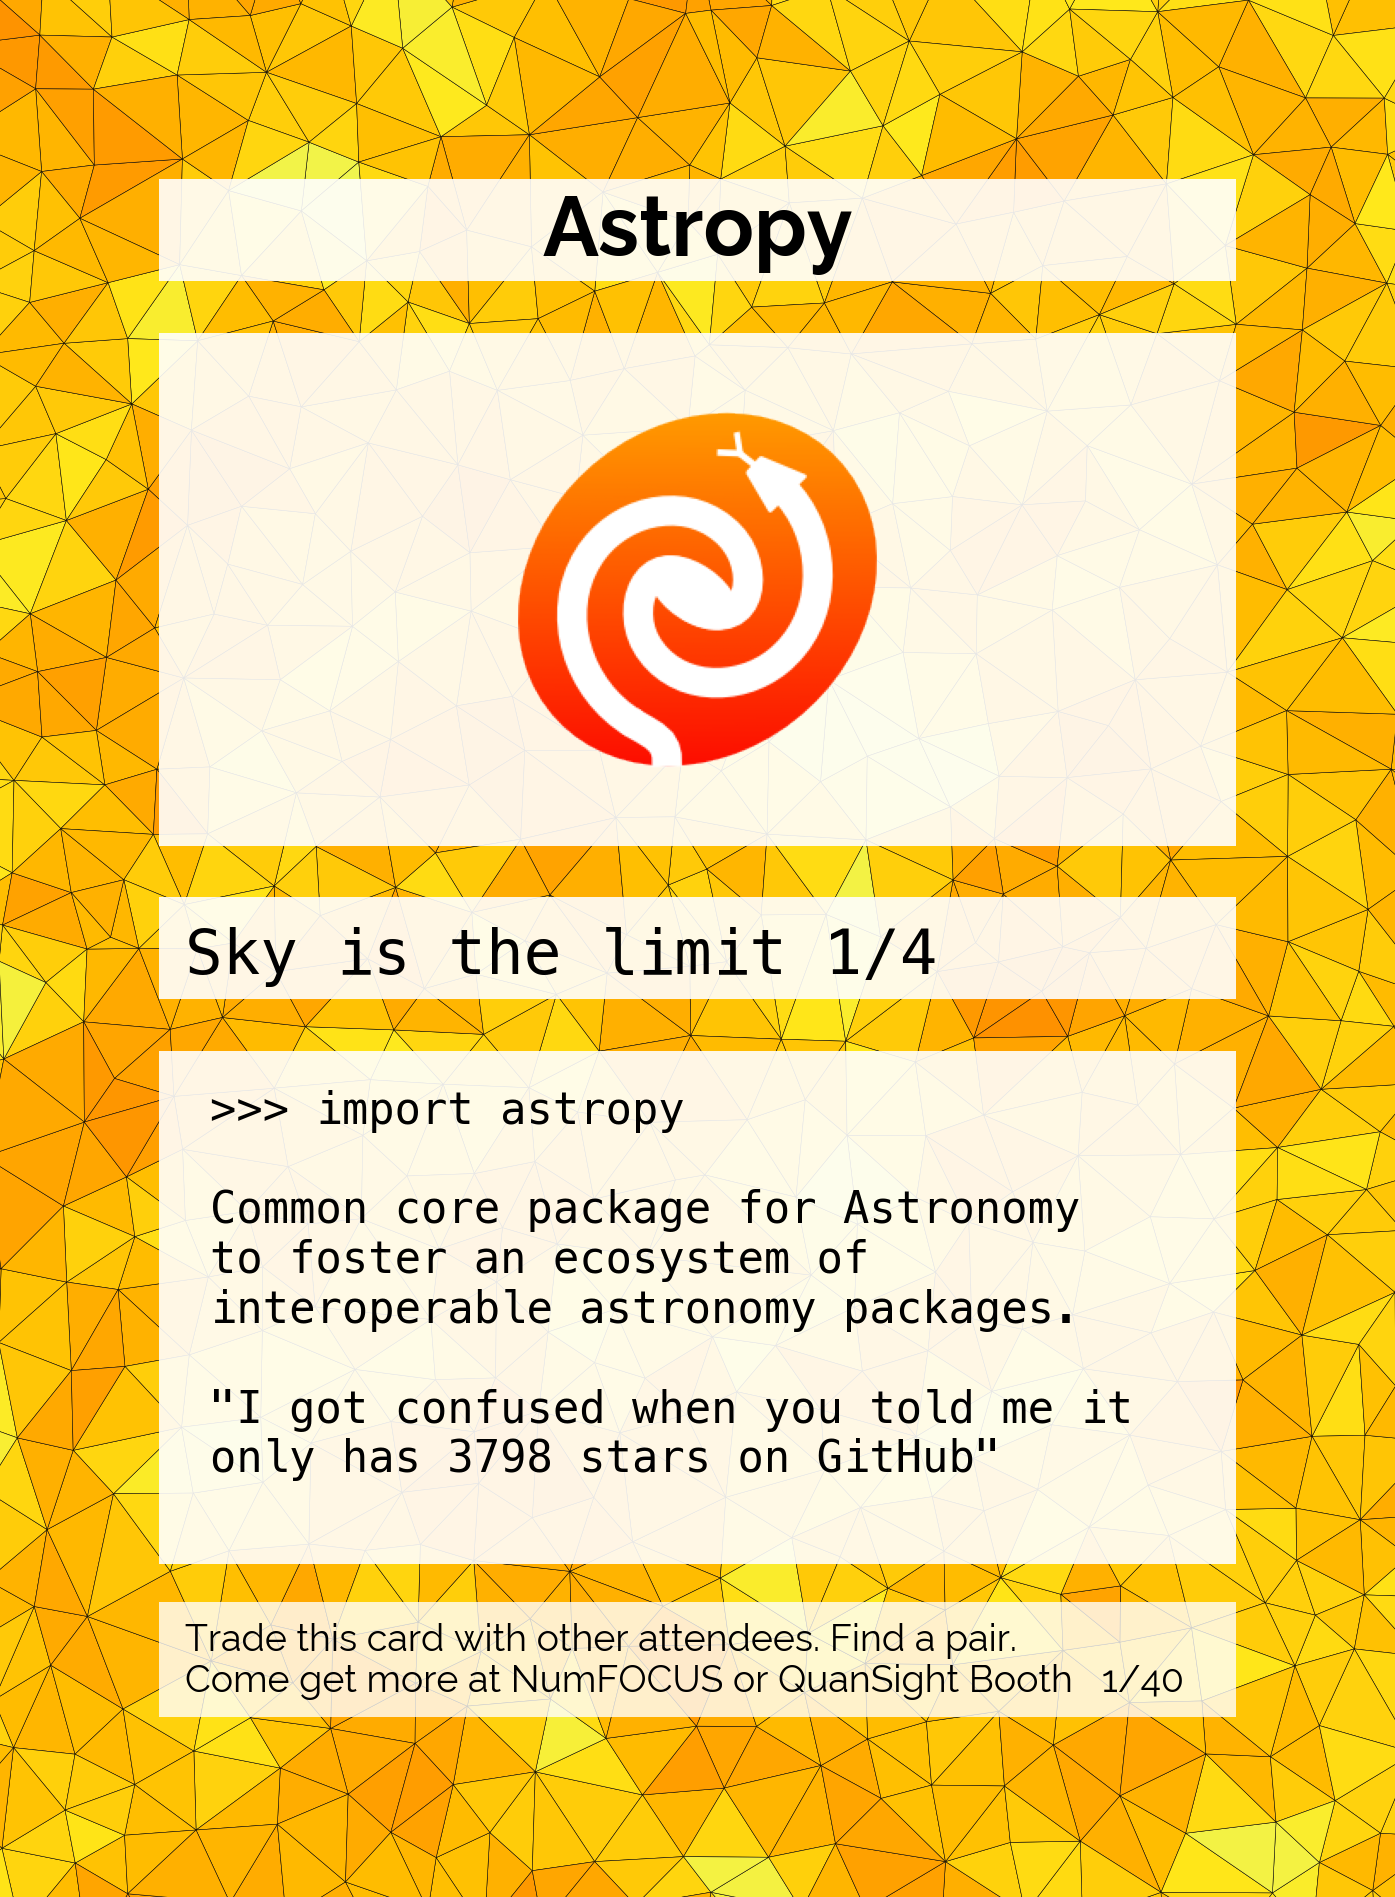 Astropy
Sky is the limit 1/4
>>> import astropy
Common core package for Astronomy
to foster an ecosystem of
interoperable astronomy packages.
"I got confused when you told me it
only has 3798 stars on GitHub"
Trade this card with other attendees. Find a pair.
Come get more at NumFOCUS or QuanSight Booth 1/40